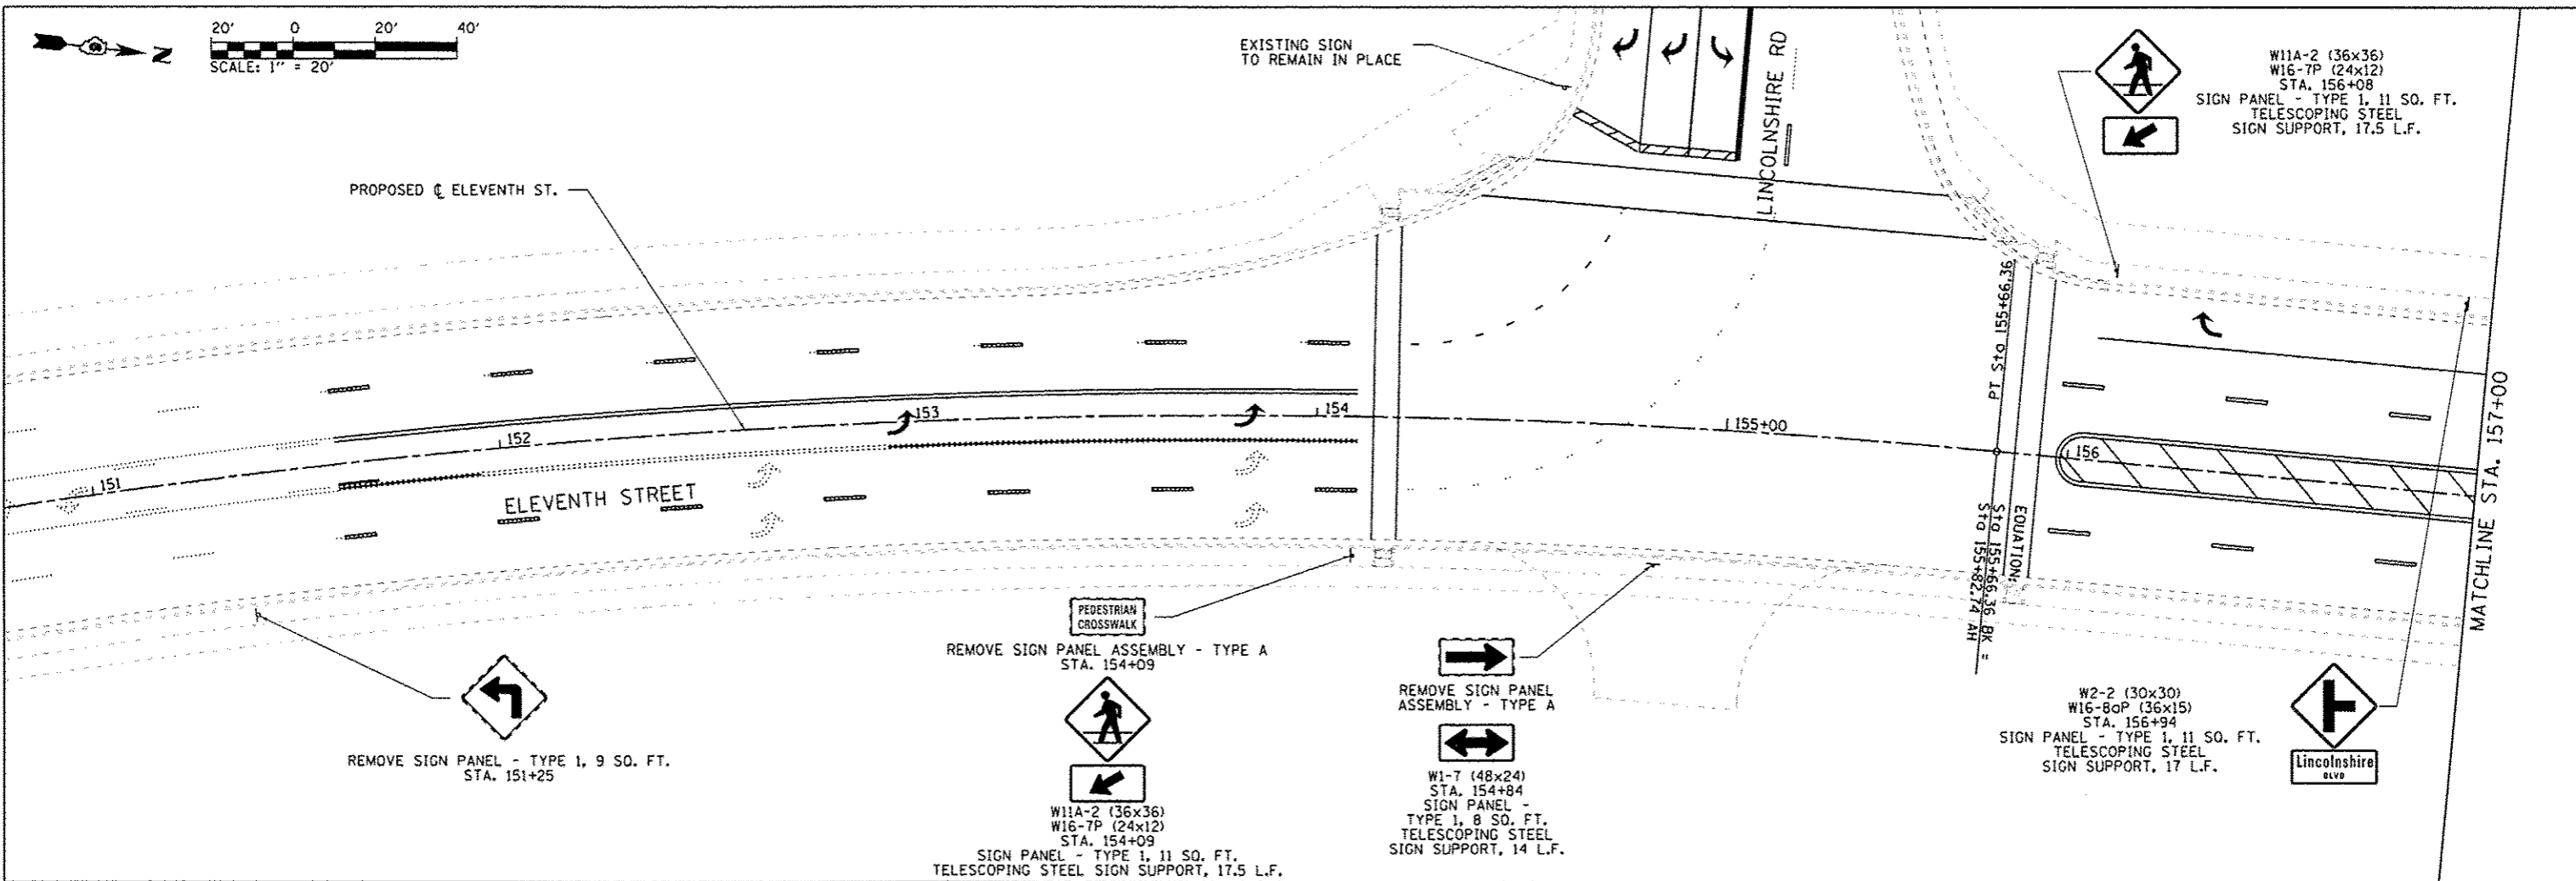 20' 0 20' 40'
SCALE: 1" = 20'
N
EXISTING SIGN
TO REMAIN IN PLACE
LINCOLNSHIRE RD
W11A-2 (36x36)
W16-7P (24x12)
STA. 156+08
SIGN PANEL - TYPE 1, 11 SQ. FT.
TELESCOPING STEEL
SIGN SUPPORT, 17.5 L.F.
PROPOSED ℄ ELEVENTH ST.
151
152
153
154
155+00
156
ELEVENTH STREET
PT Sta 155+66.36
EQUATION:
Sta 155+66.36 BK =
Sta 155+82.74 AH
MATCHLINE STA. 157+00
REMOVE SIGN PANEL - TYPE 1, 9 SQ. FT.
STA. 151+25
PEDESTRIAN
CROSSWALK
REMOVE SIGN PANEL ASSEMBLY - TYPE A
STA. 154+09
W11A-2 (36x36)
W16-7P (24x12)
STA. 154+09
SIGN PANEL - TYPE 1, 11 SQ. FT.
TELESCOPING STEEL SIGN SUPPORT, 17.5 L.F.
REMOVE SIGN PANEL
ASSEMBLY - TYPE A
W1-7 (48x24)
STA. 154+84
SIGN PANEL -
TYPE 1, 8 SQ. FT.
TELESCOPING STEEL
SIGN SUPPORT, 14 L.F.
W2-2 (30x30)
W16-8aP (36x15)
STA. 156+94
SIGN PANEL - TYPE 1, 11 SQ. FT.
TELESCOPING STEEL
SIGN SUPPORT, 17 L.F.
Lincolnshire
BLVD